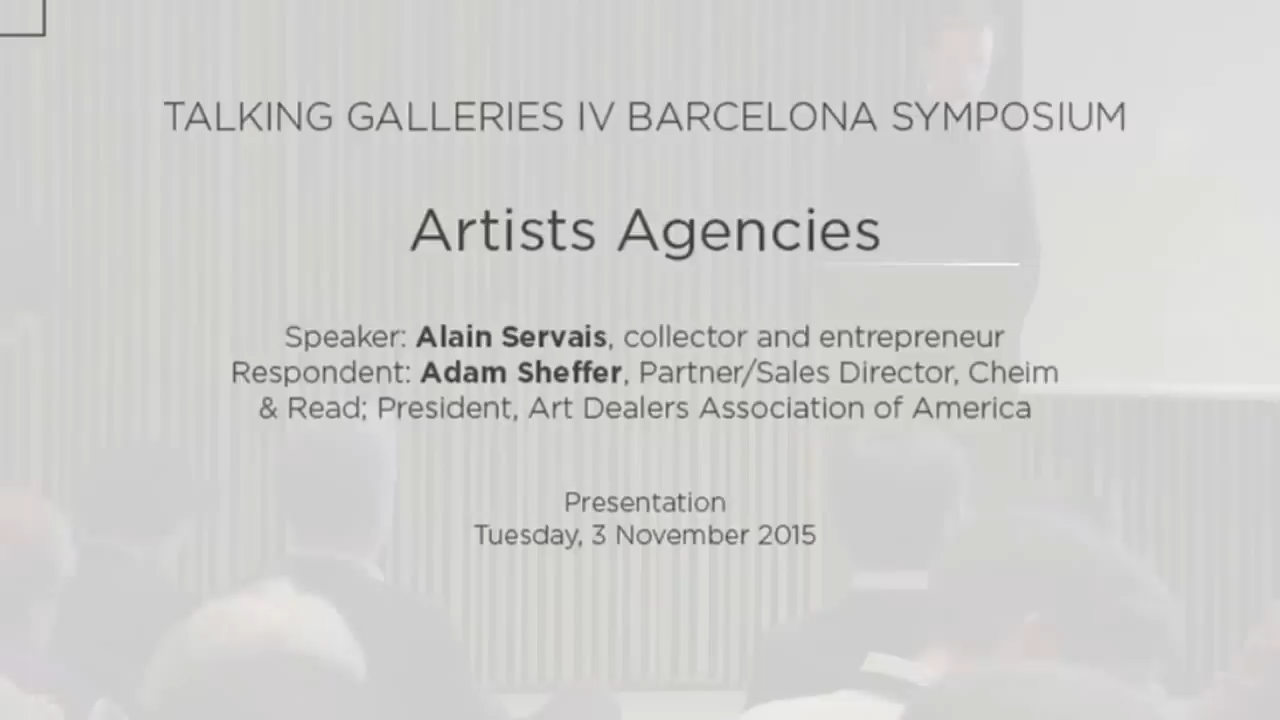 TALKING GALLERIES IV BARCELONA SYMPOSIUM
Artists Agencies
Speaker: Alain Servais, collector and entrepreneur
Respondent: Adam Sheffer, Partner/Sales Director, Cheim
& Read; President, Art Dealers Association of America
Presentation
Tuesday, 3 November 2015